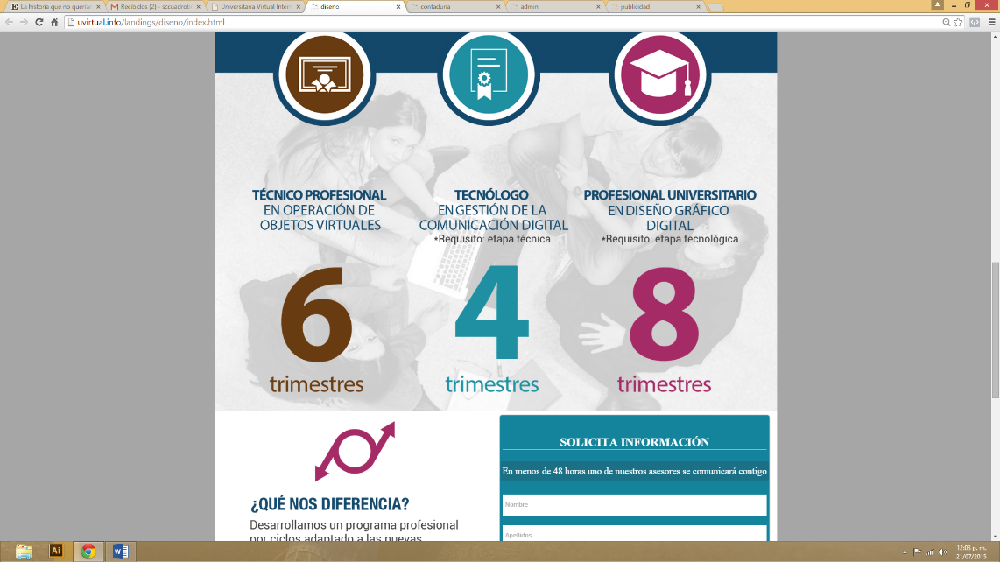 La historia que no querían
Recibidos (2) - sccuadrob
Universitaria Virtual Intern
diseno
contaduria
admin
publicidad
uvirtual.info/landings/diseno/index.html
TÉCNICO PROFESIONAL
EN OPERACIÓN DE
OBJETOS VIRTUALES
TECNÓLOGO
EN GESTIÓN DE LA
COMUNICACIÓN DIGITAL
*Requisito: etapa técnica
PROFESIONAL UNIVERSITARIO
EN DISEÑO GRÁFICO
DIGITAL
*Requisito: etapa tecnológica
6
trimestres
4
trimestres
8
trimestres
¿QUÉ NOS DIFERENCIA?
Desarrollamos un programa profesional
por ciclos adaptado a las nuevas
SOLICITA INFORMACIÓN
En menos de 48 horas uno de nuestros asesores se comunicará contigo
Nombre
Apellidos
Ai
12:03 p. m.
21/07/2015